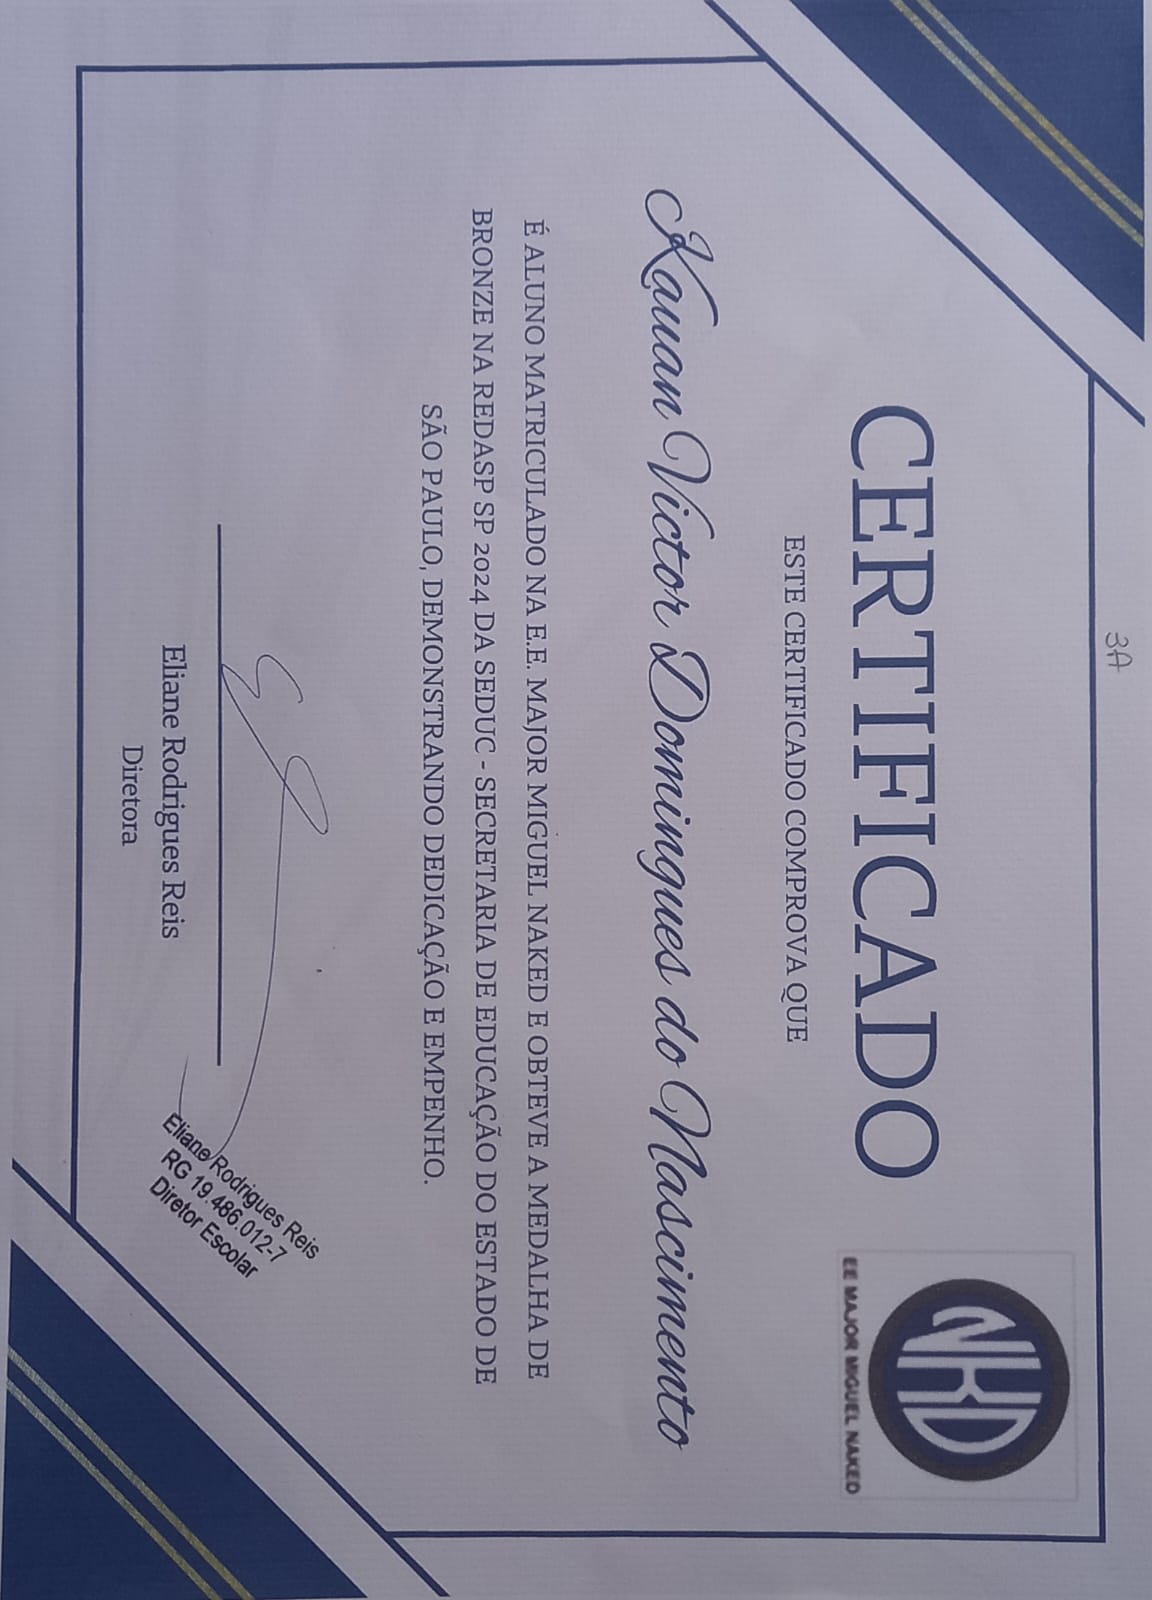 3A
NKD
EE MAJOR MIGUEL NAKED
CERTIFICADO
ESTE CERTIFICADO COMPROVA QUE
Kauan Victor Domingues do Nascimento
É ALUNO MATRICULADO NA E.E. MAJOR MIGUEL NAKED E OBTEVE A MEDALHA DE
BRONZE NA REDASP SP 2024 DA SEDUC - SECRETARIA DE EDUCAÇÃO DO ESTADO DE
SÃO PAULO, DEMONSTRANDO DEDICAÇÃO E EMPENHO.
Eliane Rodrigues Reis
Diretora
Eliane Rodrigues Reis
RG 19.486.012-7
Diretor Escolar